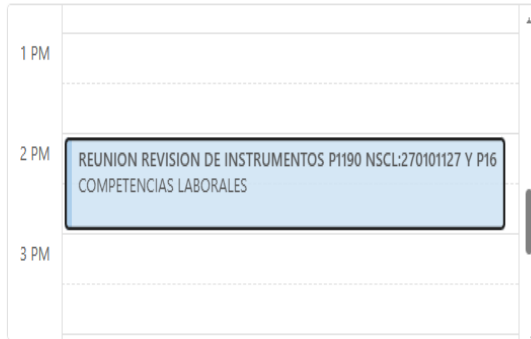 1 PM
2 PM
REUNION REVISION DE INSTRUMENTOS P1190 NSCL:270101127 Y P16
COMPETENCIAS LABORALES
3 PM